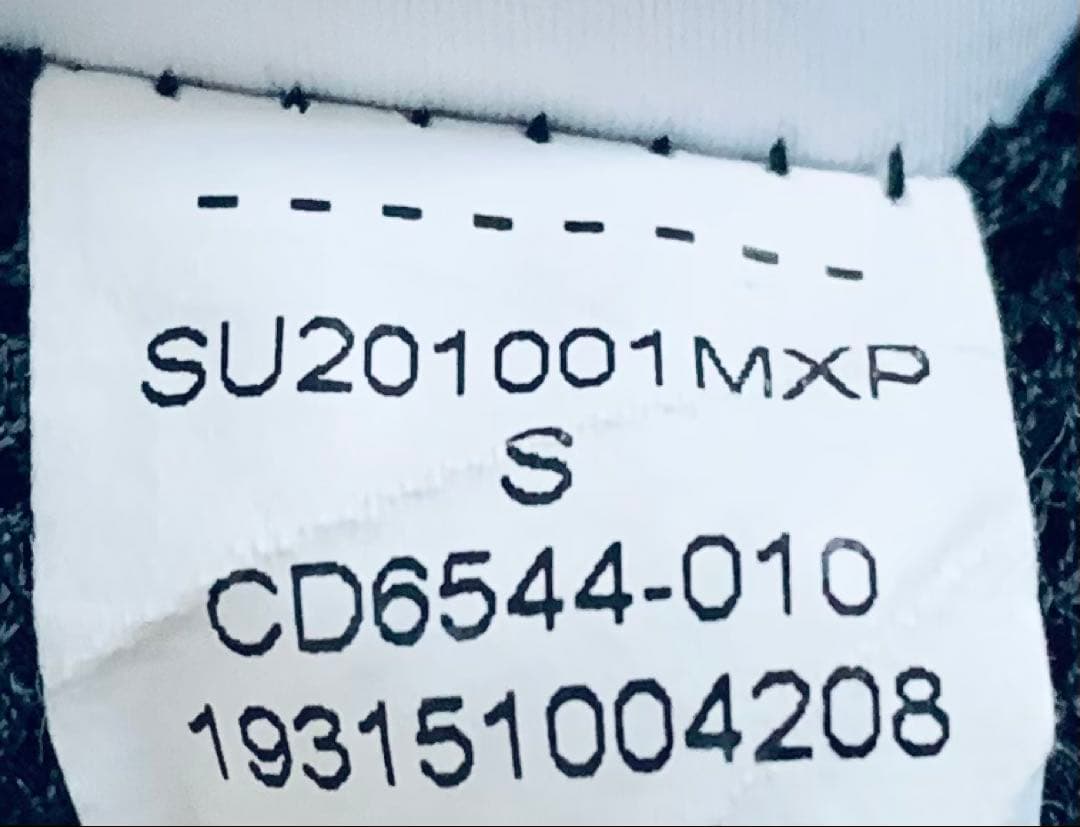 - - - - - - - -
SU201001MXP
S
CD6544-010
193151004208